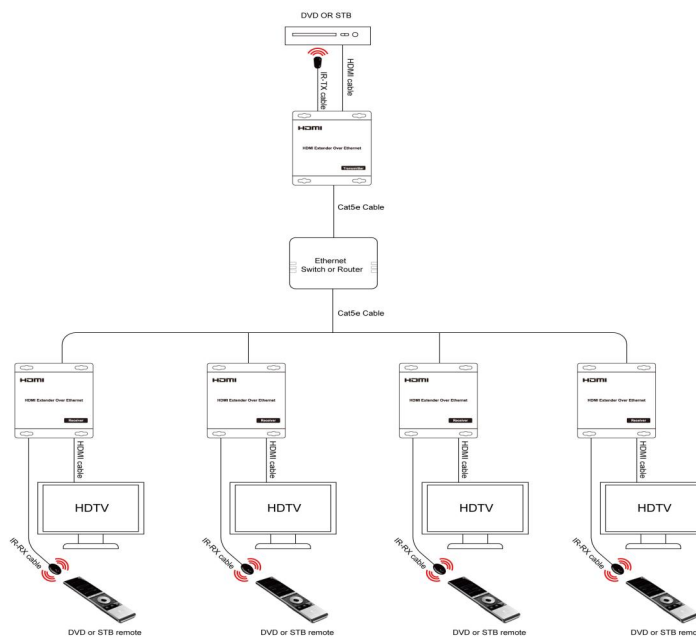 DVD OR STB
IR-TX cable
HDMI cable
HDMI
HDMI Extender Over Ethernet
Transmitter
Cat5e Cable
Ethernet
Switch or Router
Cat5e Cable
HDMI
HDMI Extender Over Ethernet
Receiver
HDMI
HDMI Extender Over Ethernet
Receiver
HDMI
HDMI Extender Over Ethernet
Receiver
HDMI
HDMI Extender Over Ethernet
Receiver
HDMI cable
HDMI cable
HDMI cable
HDMI cable
HDTV
HDTV
HDTV
HDTV
IR-RX cable
IR-RX cable
IR-RX cable
IR-RX cable
DVD or STB remote
DVD or STB remote
DVD or STB remote
DVD or STB remo